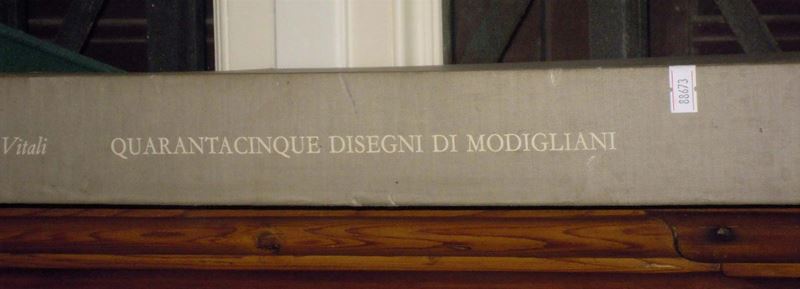 Vitali QUARANTACINQUE DISEGNI DI MODIGLIANI
88673